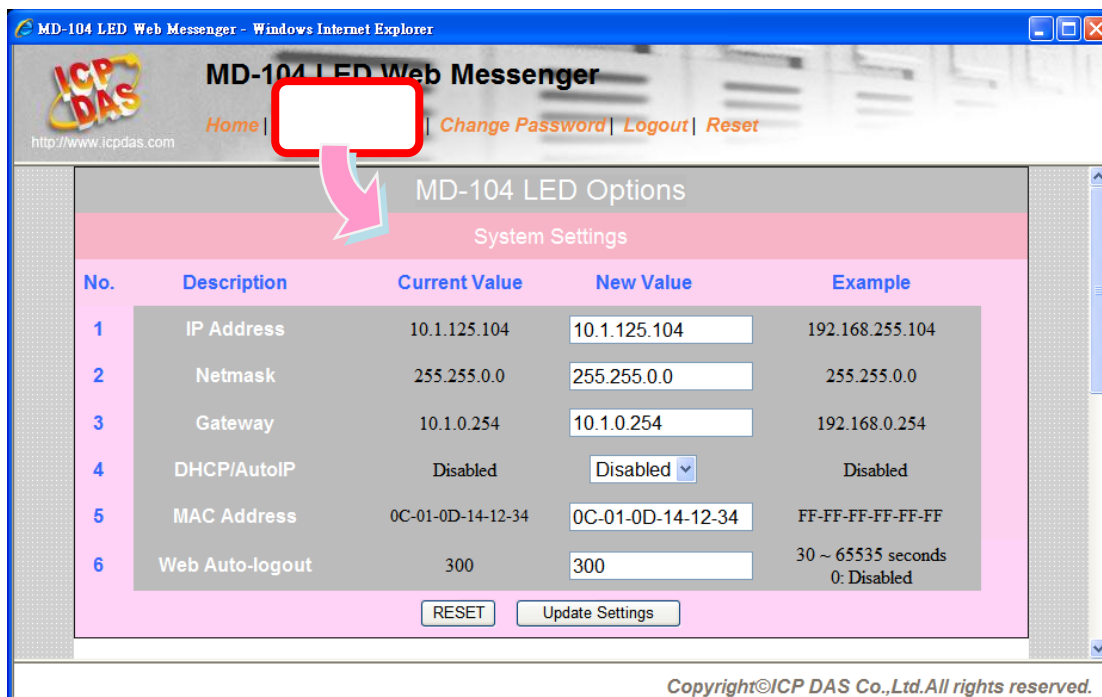 MD-104 LED Web Messenger - Windows Internet Explorer
ICP DAS
http://www.icpdas.com
MD-104 LED Web Messenger
Home | | Change Password | Logout | Reset
MD-104 LED Options
System Settings
No. Description Current Value New Value Example
1 IP Address 10.1.125.104 10.1.125.104 192.168.255.104
2 Netmask 255.255.0.0 255.255.0.0 255.255.0.0
3 Gateway 10.1.0.254 10.1.0.254 192.168.0.254
4 DHCP/AutoIP Disabled Disabled Disabled
5 MAC Address 0C-01-0D-14-12-34 0C-01-0D-14-12-34 FF-FF-FF-FF-FF-FF
6 Web Auto-logout 300 300 30 ~ 65535 seconds
0: Disabled
RESET Update Settings
Copyright©ICP DAS Co.,Ltd.All rights reserved.